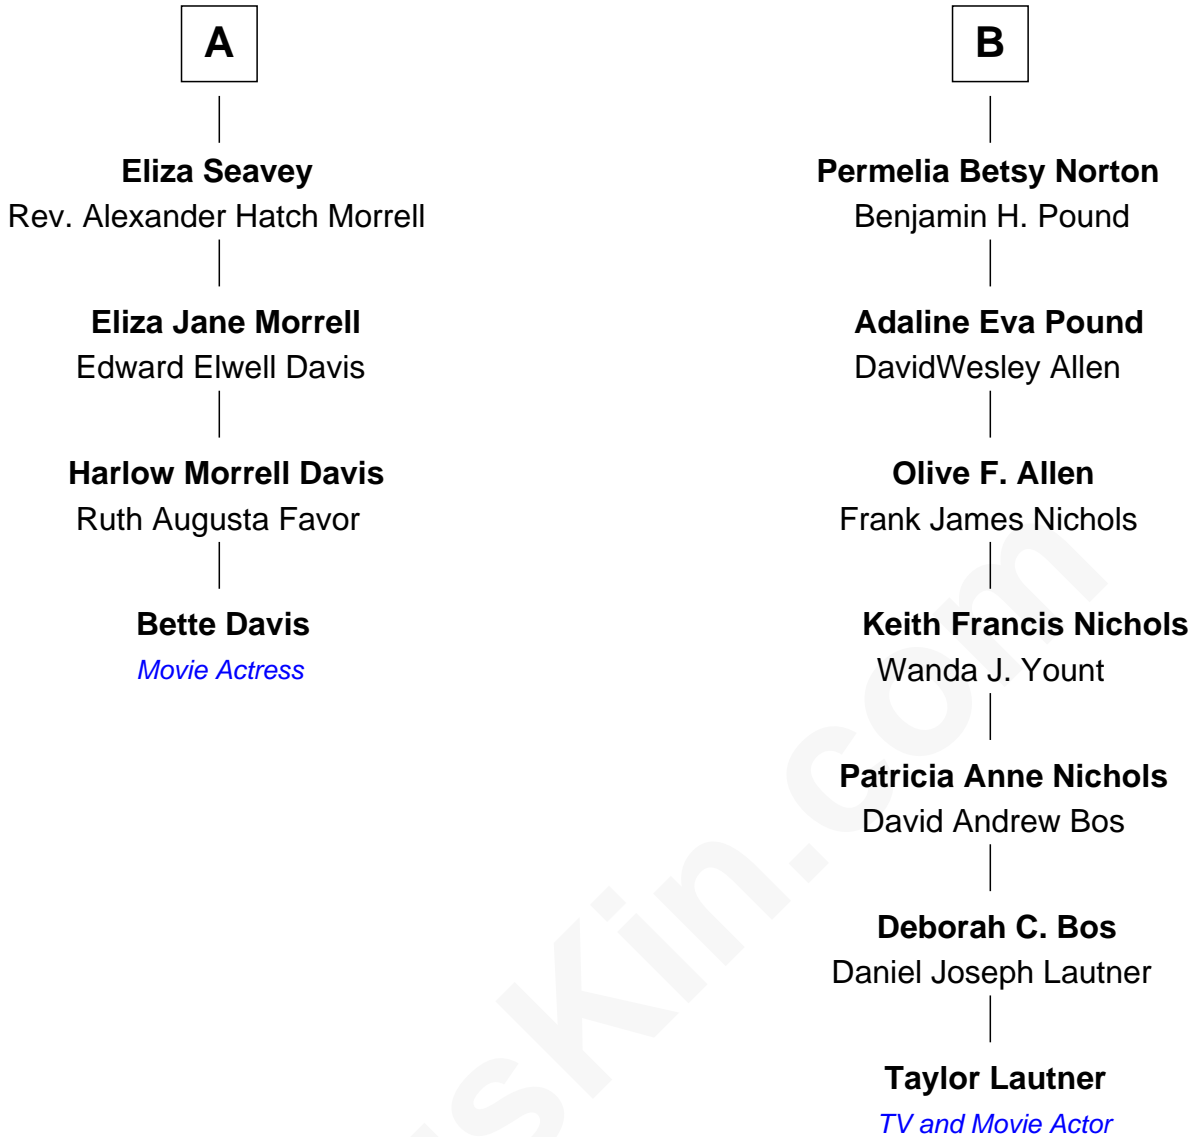 A
Eliza Seavey
Rev. Alexander Hatch Morrell
Eliza Jane Morrell
Edward Elwell Davis
Harlow Morrell Davis
Ruth Augusta Favor
Bette Davis
Movie Actress
B
Permelia Betsy Norton
Benjamin H. Pound
Adaline Eva Pound
DavidWesley Allen
Olive F. Allen
Frank James Nichols
Keith Francis Nichols
Wanda J. Yount
Patricia Anne Nichols
David Andrew Bos
Deborah C. Bos
Daniel Joseph Lautner
Taylor Lautner
TV and Movie Actor
sKin.com